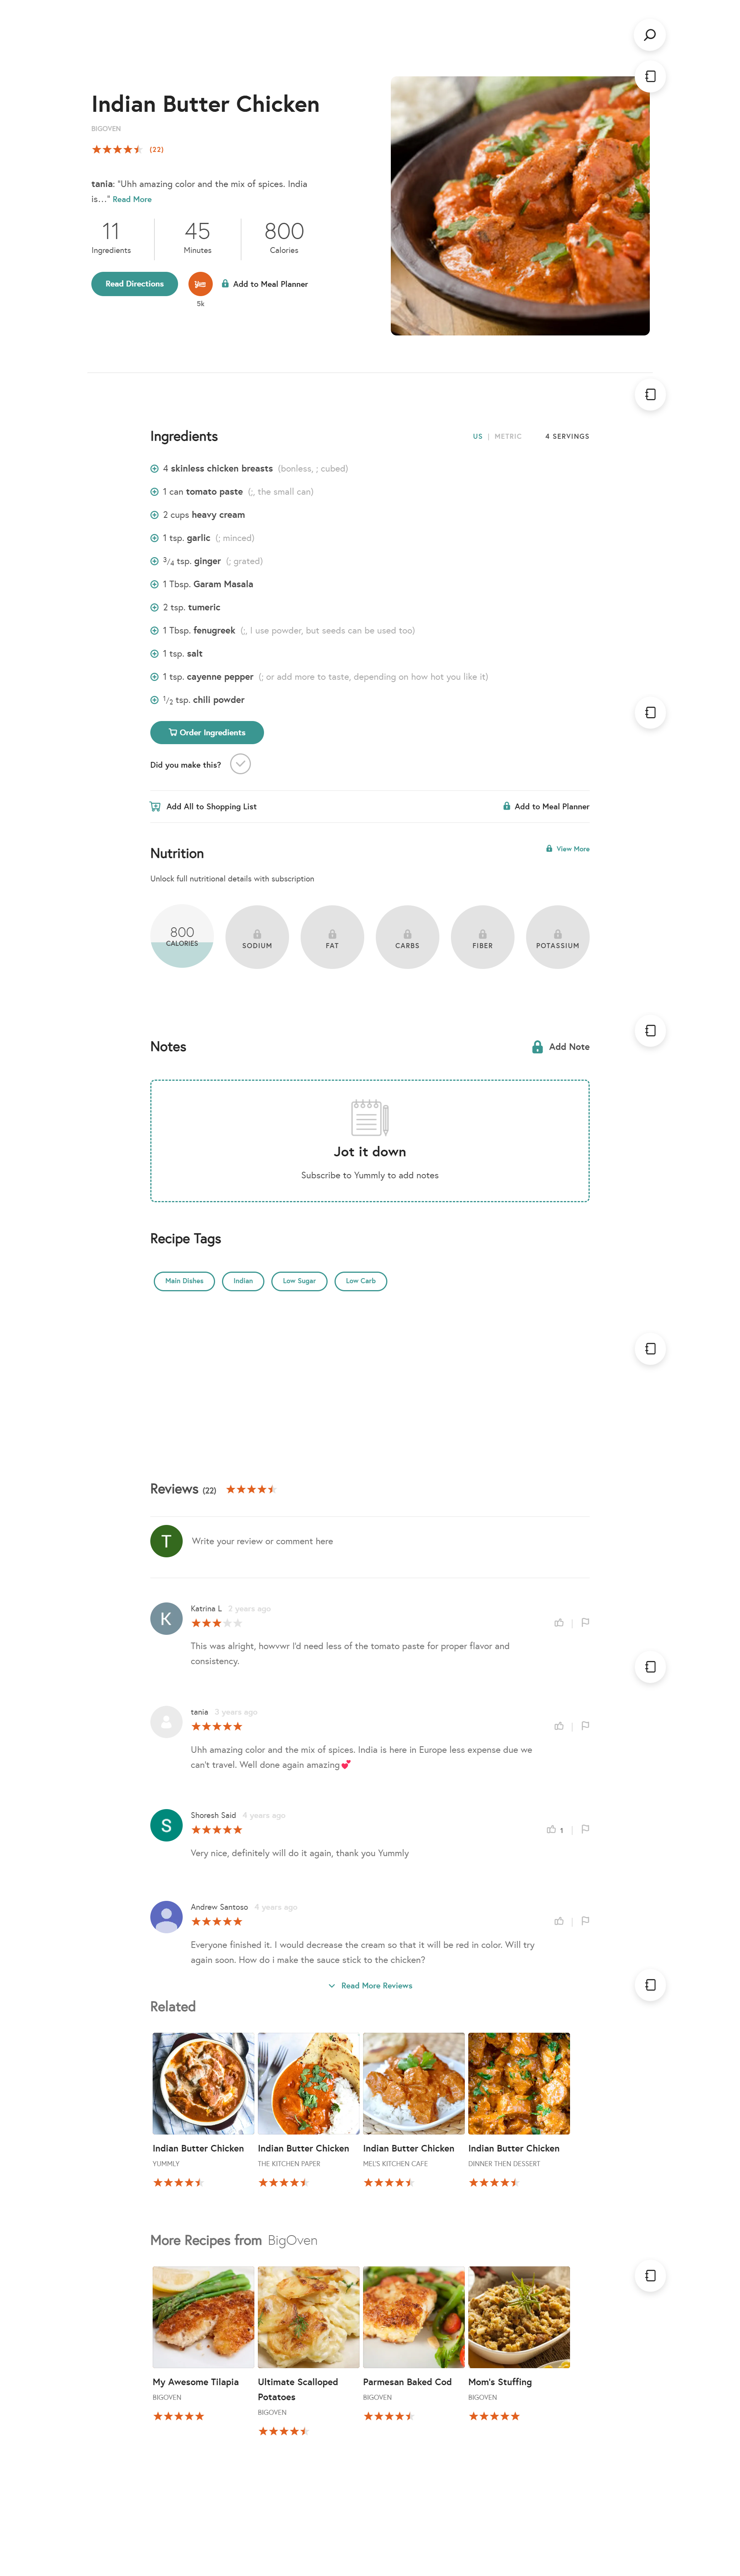 Indian Butter Chicken
BIGOVEN
(22)
tania: "Uhh amazing color and the mix of spices. India
is…" Read More
11
Ingredients
45
Minutes
800
Calories
Read Directions
Yum
5k
Add to Meal Planner
Ingredients
US | METRIC
4 SERVINGS
4 skinless chicken breasts (bonless, ; cubed)
1 can tomato paste (;, the small can)
2 cups heavy cream
1 tsp. garlic (; minced)
3/4 tsp. ginger (; grated)
1 Tbsp. Garam Masala
2 tsp. tumeric
1 Tbsp. fenugreek (;, I use powder, but seeds can be used too)
1 tsp. salt
1 tsp. cayenne pepper (; or add more to taste, depending on how hot you like it)
1/2 tsp. chili powder
Order Ingredients
Did you make this?
Add All to Shopping List
Add to Meal Planner
Nutrition
View More
Unlock full nutritional details with subscription
800
CALORIES
SODIUM
FAT
CARBS
FIBER
POTASSIUM
Notes
Add Note
Jot it down
Subscribe to Yummly to add notes
Recipe Tags
Main Dishes
Indian
Low Sugar
Low Carb
Reviews (22)
T
Write your review or comment here
K
Katrina L 2 years ago
This was alright, howvwr I'd need less of the tomato paste for proper flavor and
consistency.
tania 3 years ago
Uhh amazing color and the mix of spices. India is here in Europe less expense due we
can't travel. Well done again amazing💕
S
Shoresh Said 4 years ago
1
Very nice, definitely will do it again, thank you Yummly
Andrew Santoso 4 years ago
Everyone finished it. I would decrease the cream so that it will be red in color. Will try
again soon. How do i make the sauce stick to the chicken?
Read More Reviews
Related
Indian Butter Chicken
YUMMLY
Indian Butter Chicken
THE KITCHEN PAPER
Indian Butter Chicken
MEL'S KITCHEN CAFE
Indian Butter Chicken
DINNER THEN DESSERT
More Recipes from BigOven
My Awesome Tilapia
BIGOVEN
Ultimate Scalloped
Potatoes
BIGOVEN
Parmesan Baked Cod
BIGOVEN
Mom's Stuffing
BIGOVEN